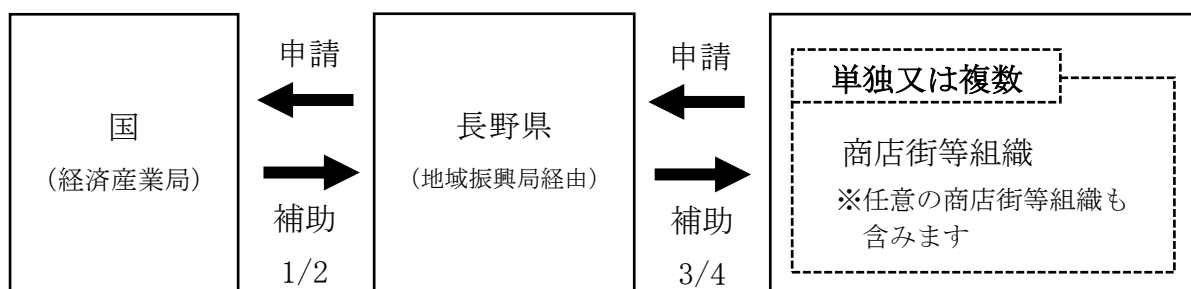 国
(経済産業局)
申請
補助
1/2
長野県
(地域振興局経由)
申請
補助
3/4
単独又は複数
商店街等組織
※任意の商店街等組織も
含みます